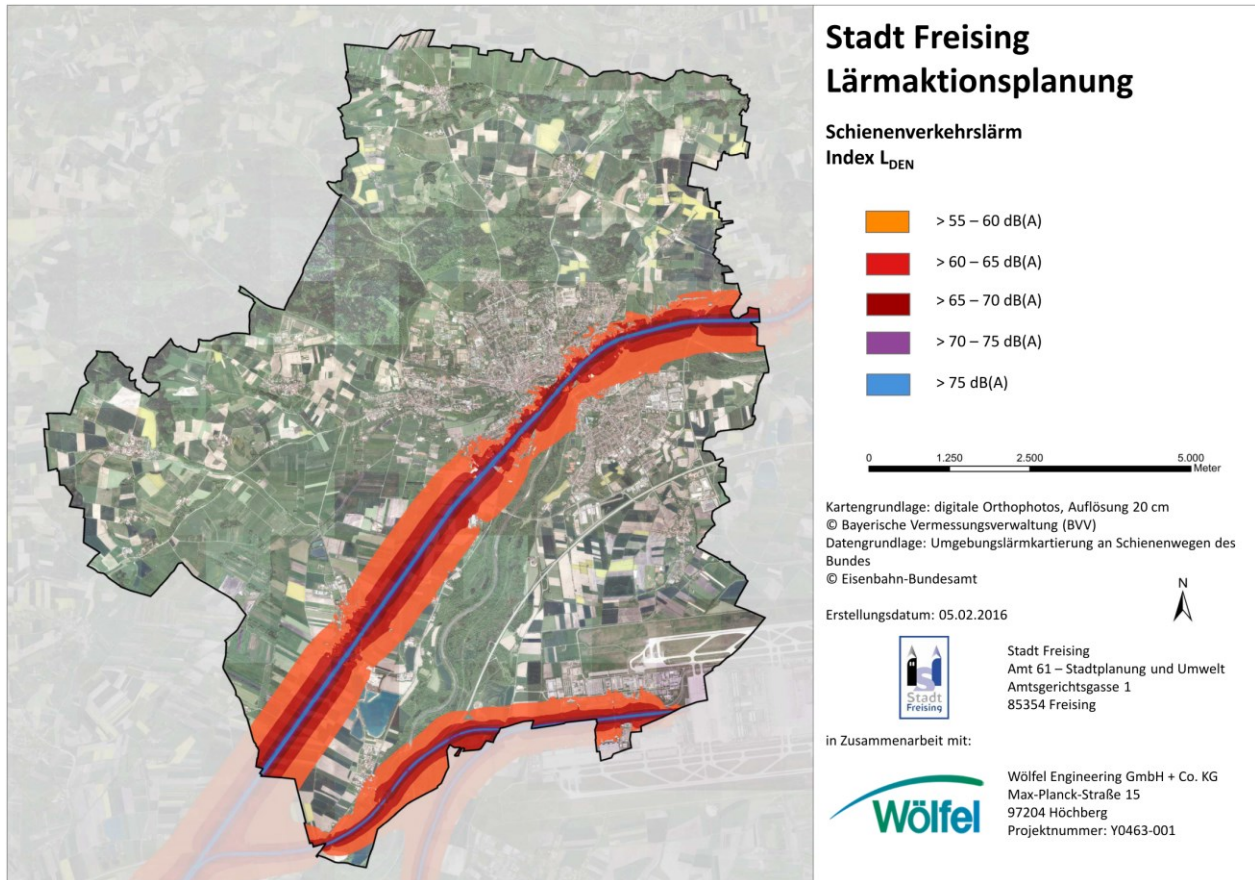 Stadt Freising
Lärmaktionsplanung
Schienenverkehrslärm
Index LDEN
> 55 – 60 dB(A)
> 60 – 65 dB(A)
> 65 – 70 dB(A)
> 70 – 75 dB(A)
> 75 dB(A)
0 1.250 2.500 5.000
Meter
Kartengrundlage: digitale Orthophotos, Auflösung 20 cm
© Bayerische Vermessungsverwaltung (BVV)
Datengrundlage: Umgebungslärmkartierung an Schienenwegen des
Bundes
© Eisenbahn-Bundesamt
N
Erstellungsdatum: 05.02.2016
Stadt
Freising
Stadt Freising
Amt 61 – Stadtplanung und Umwelt
Amtsgerichtsgasse 1
85354 Freising
in Zusammenarbeit mit:
Wölfel
Wölfel Engineering GmbH + Co. KG
Max-Planck-Straße 15
97204 Höchberg
Projektnummer: Y0463-001